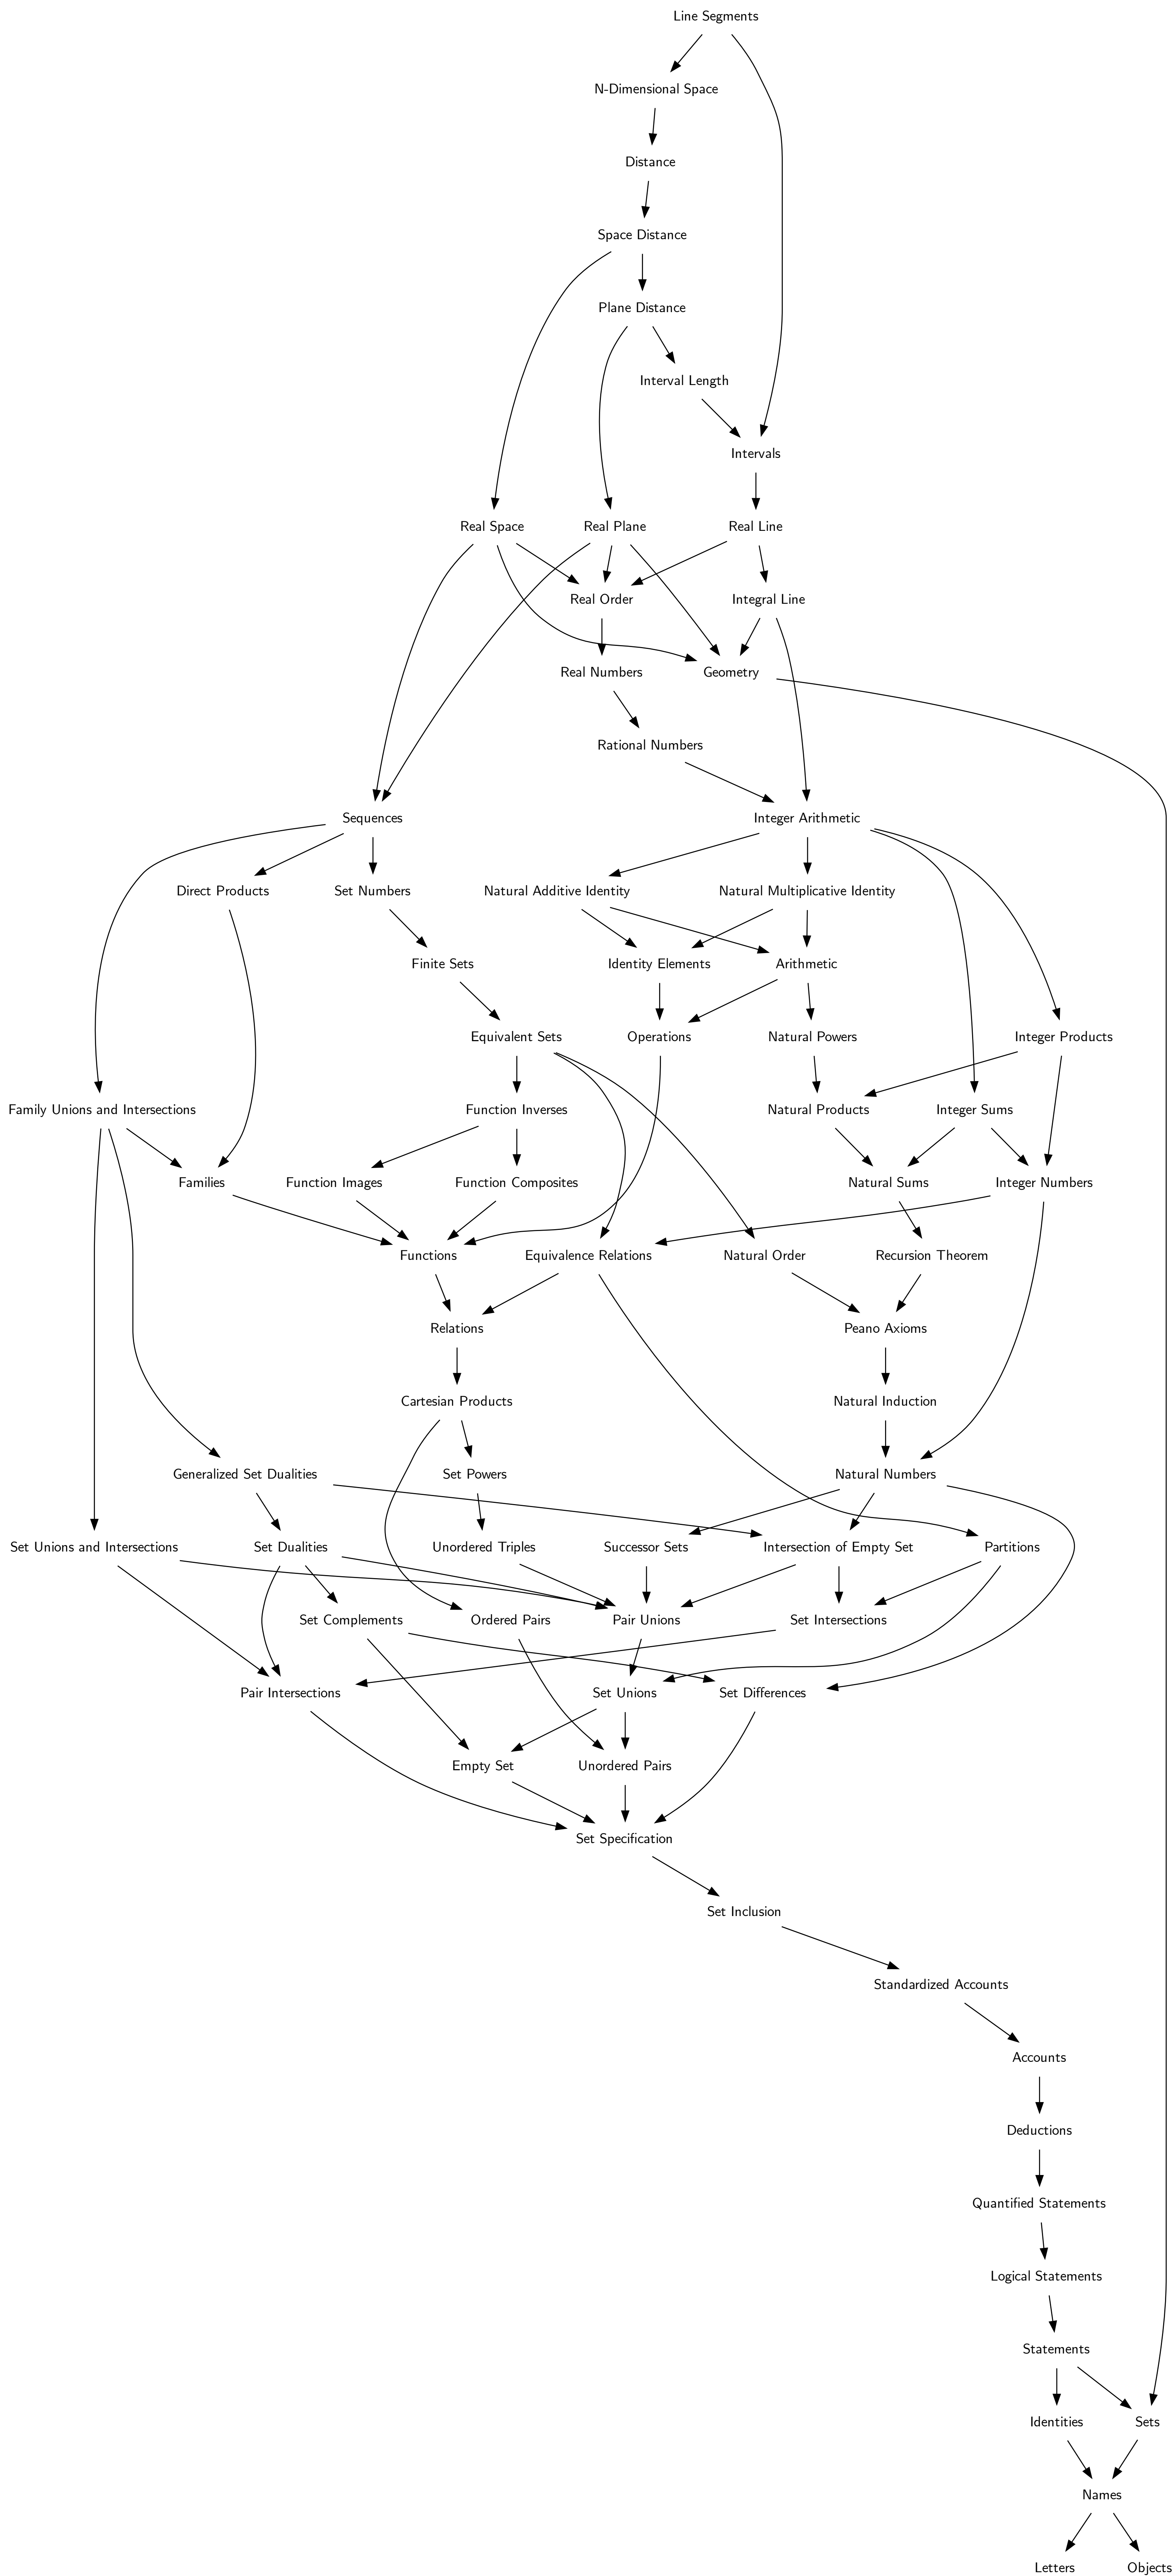 Line Segments
N-Dimensional Space
Distance
Space Distance
Plane Distance
Interval Length
Intervals
Real Space
Real Plane
Real Line
Real Order
Integral Line
Real Numbers
Geometry
Rational Numbers
Sequences
Integer Arithmetic
Direct Products
Set Numbers
Natural Additive Identity
Natural Multiplicative Identity
Finite Sets
Identity Elements
Arithmetic
Equivalent Sets
Operations
Natural Powers
Integer Products
Family Unions and Intersections
Function Inverses
Natural Products
Integer Sums
Families
Function Images
Function Composites
Natural Sums
Integer Numbers
Functions
Equivalence Relations
Natural Order
Recursion Theorem
Relations
Peano Axioms
Cartesian Products
Natural Induction
Generalized Set Dualities
Set Powers
Natural Numbers
Set Unions and Intersections
Set Dualities
Unordered Triples
Successor Sets
Intersection of Empty Set
Partitions
Set Complements
Ordered Pairs
Pair Unions
Set Intersections
Pair Intersections
Set Unions
Set Differences
Empty Set
Unordered Pairs
Set Specification
Set Inclusion
Standardized Accounts
Accounts
Deductions
Quantified Statements
Logical Statements
Statements
Identities
Sets
Names
Letters
Objects